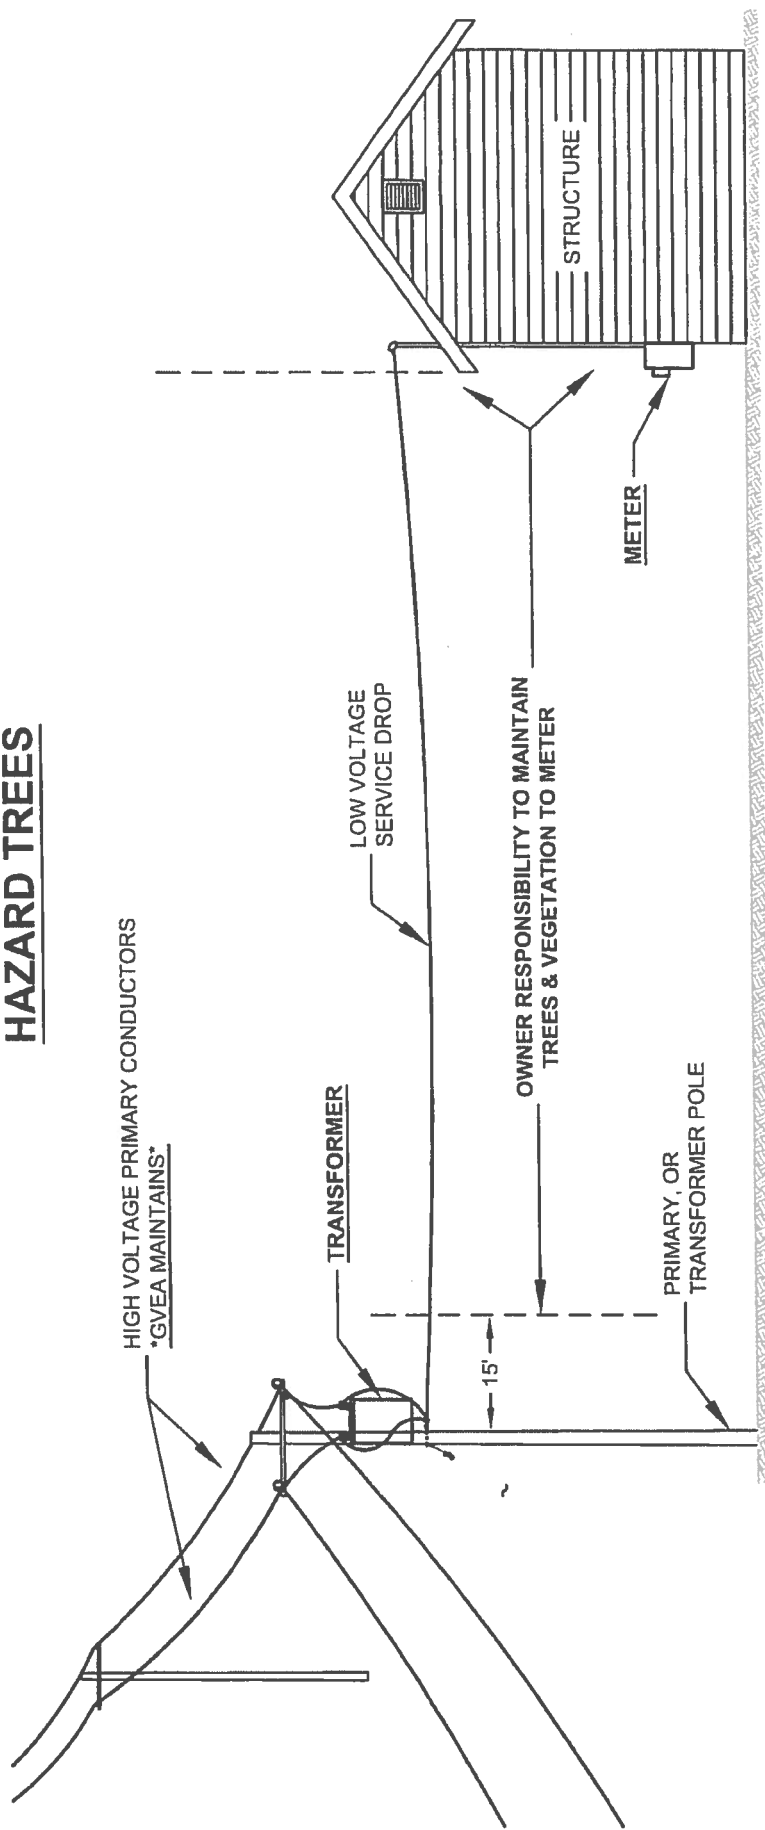 HAZARD TREES
HIGH VOLTAGE PRIMARY CONDUCTORS
*GVEA MAINTAINS*
TRANSFORMER
LOW VOLTAGE
SERVICE DROP
15'
OWNER RESPONSIBILITY TO MAINTAIN
TREES & VEGETATION TO METER
STRUCTURE
METER
PRIMARY, OR
TRANSFORMER POLE